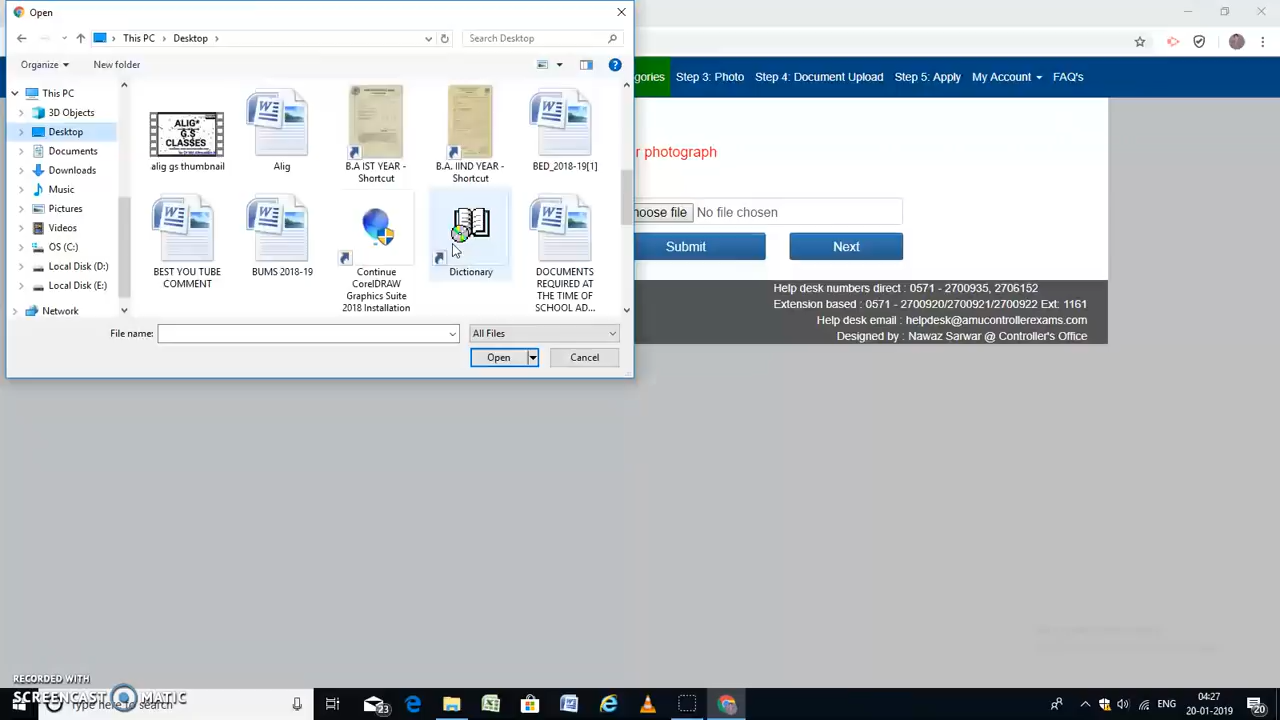 Open
This PC > Desktop >
Search Desktop
Organize
New folder
This PC
3D Objects
Desktop
Documents
Downloads
Music
Pictures
Videos
OS (C:)
Local Disk (D:)
Local Disk (E:)
Network
ALIG
G.S
CLASSES
alig gs thumbnail
Alig
B.A IST YEAR -
Shortcut
B.A. IIND YEAR -
Shortcut
BED_2018-19[1]
BEST YOU TUBE
COMMENT
BUMS 2018-19
Continue
CorelDRAW
Graphics Suite
2018 Installation
Dictionary
DOCUMENTS
REQUIRED AT
THE TIME OF
SCHOOL AD...
File name:
All Files
Open
Cancel
gories
Step 3: Photo
Step 4: Document Upload
Step 5: Apply
My Account
FAQ's
r photograph
oose file No file chosen
Submit
Next
Help desk numbers direct : 0571 - 2700935, 2706152
Extension based : 0571 - 2700920/2700921/2700922 Ext: 1161
Help desk email : helpdesk@amucontrollerexams.com
Designed by : Nawaz Sarwar @ Controller's Office
RECORDED WITH
SCREENCAST MATIC
Type here to search
23
ENG
04:27
20-01-2019
20